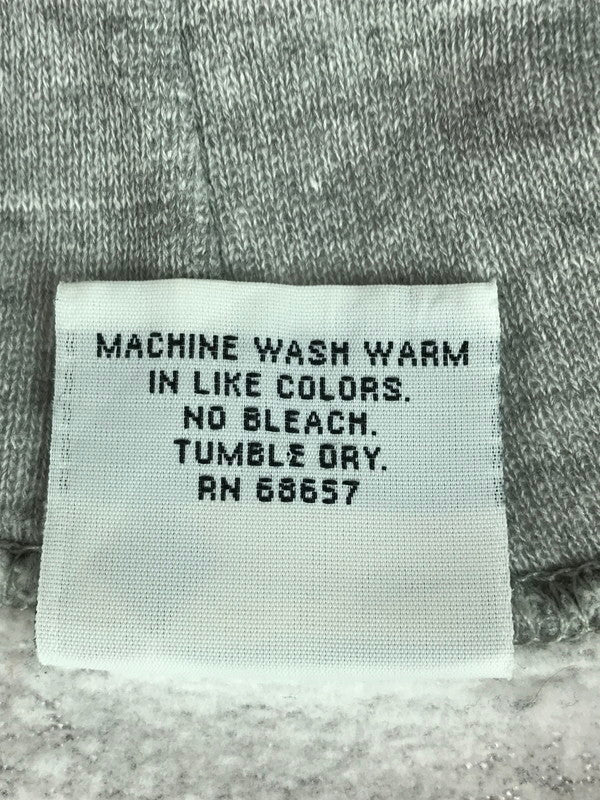 MACHINE WASH WARM
IN LIKE COLORS.
NO BLEACH.
TUMBLE DRY.
RN 68657